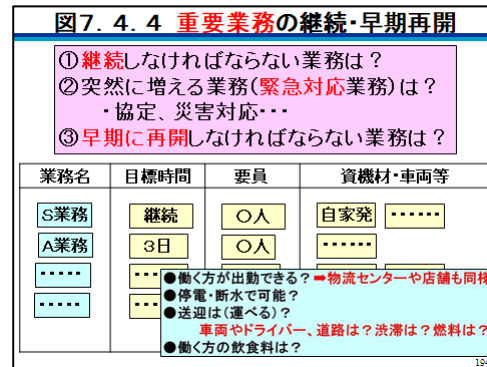 図7.4.4 重要業務の継続・早期再開
①継続しなければならない業務は？
②突然に増える業務(緊急対応業務)は？
・協定、災害対応・・・
③早期に再開しなければならない業務は？
業務名 目標時間 要員 資機材・車両等
S業務 継続 〇人 自家発 ・・・・・・
A業務 3日 〇人 ・・・・・・
・・・・・ ・・・
・・・・・ ・・・
●働く方が出勤できる？➡物流センターや店舗も同様
●停電・断水で可能？
●送迎は(運べる)？
車両やドライバー、道路は？渋滞は？燃料は？
●働く方の飲食料は？
194